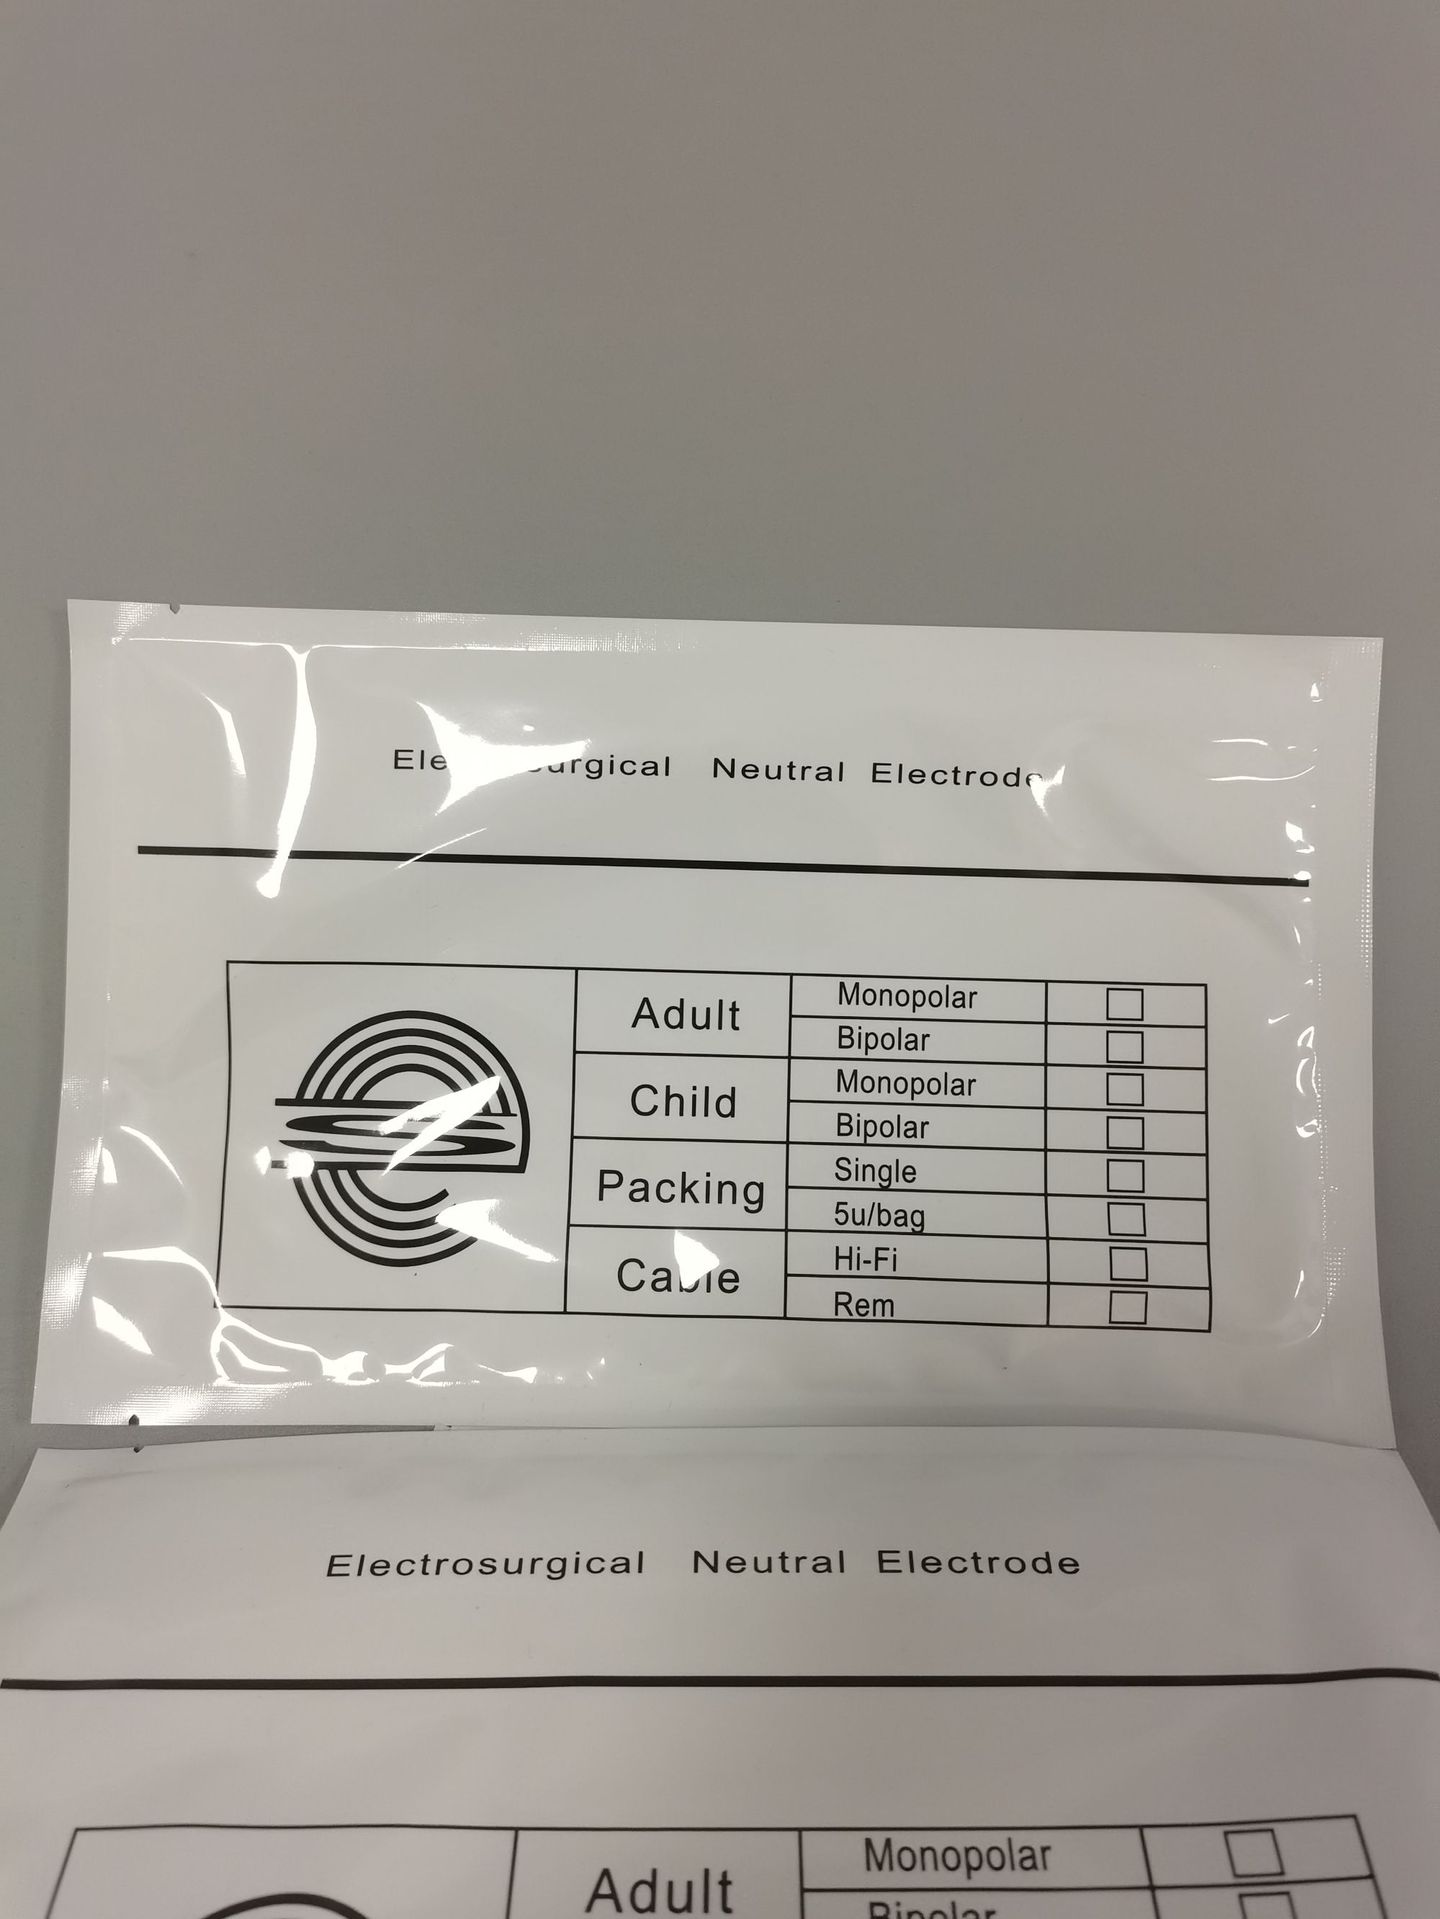 urgical Neutral Electrode
Adult
Monopolar
Bipolar
Child
Monopolar
Bipolar
Packing
Single
5u/bag
Cable
Hi-Fi
Rem
Electrosurgical Neutral Electrode
Adult
Monopolar
Bipolar